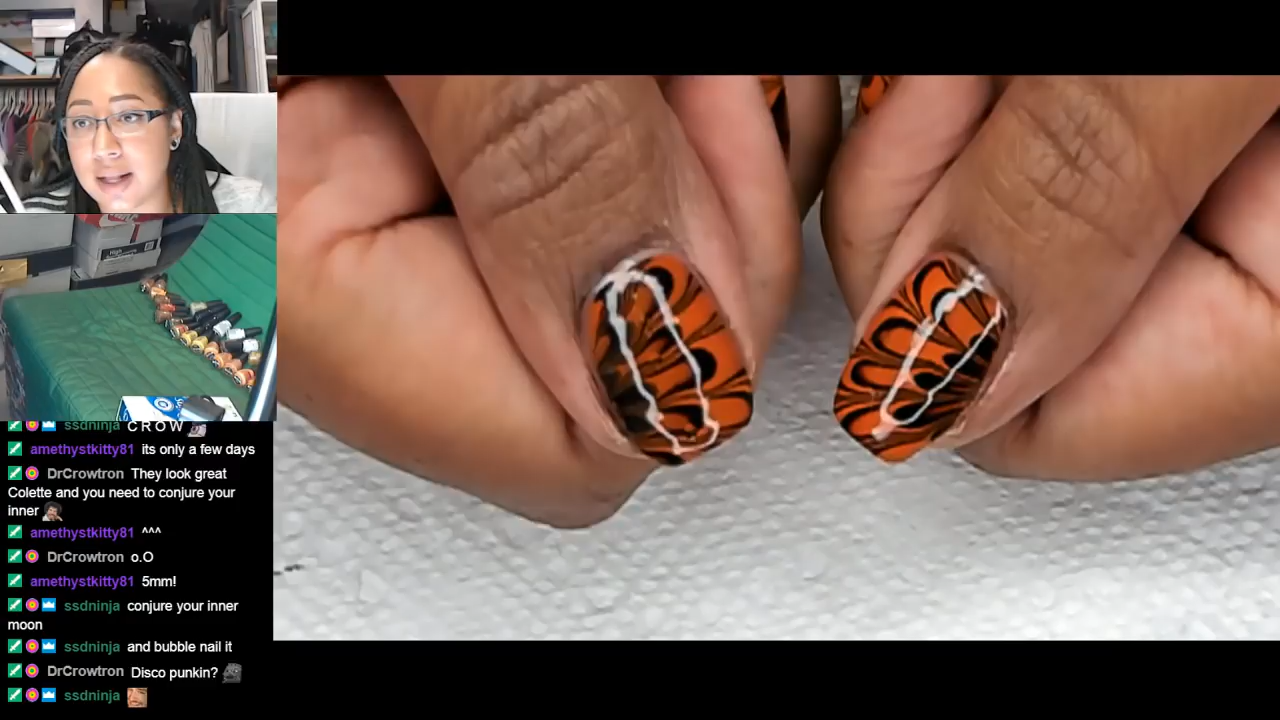 ssdninja CROW
amethystkitty81 its only a few days
DrCrowtron They look great
Colette and you need to conjure your
inner
amethystkitty81 ^^^
DrCrowtron o.O
amethystkitty81 5mm!
ssdninja conjure your inner
moon
ssdninja and bubble nail it
DrCrowtron Disco punkin?
ssdninja